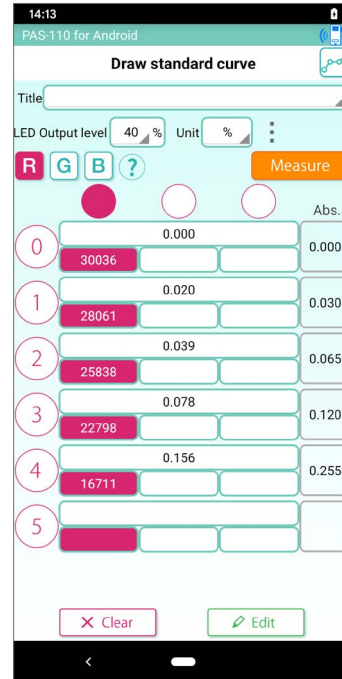 14:13
PAS-110 for Android
Draw standard curve
Title
LED Output level 40 % Unit %
R G B ? Measure
Abs.
0 0.000 0.000
30036
1 0.020 0.030
28061
2 0.039 0.065
25838
3 0.078 0.120
22798
4 0.156 0.255
16711
5
Clear Edit